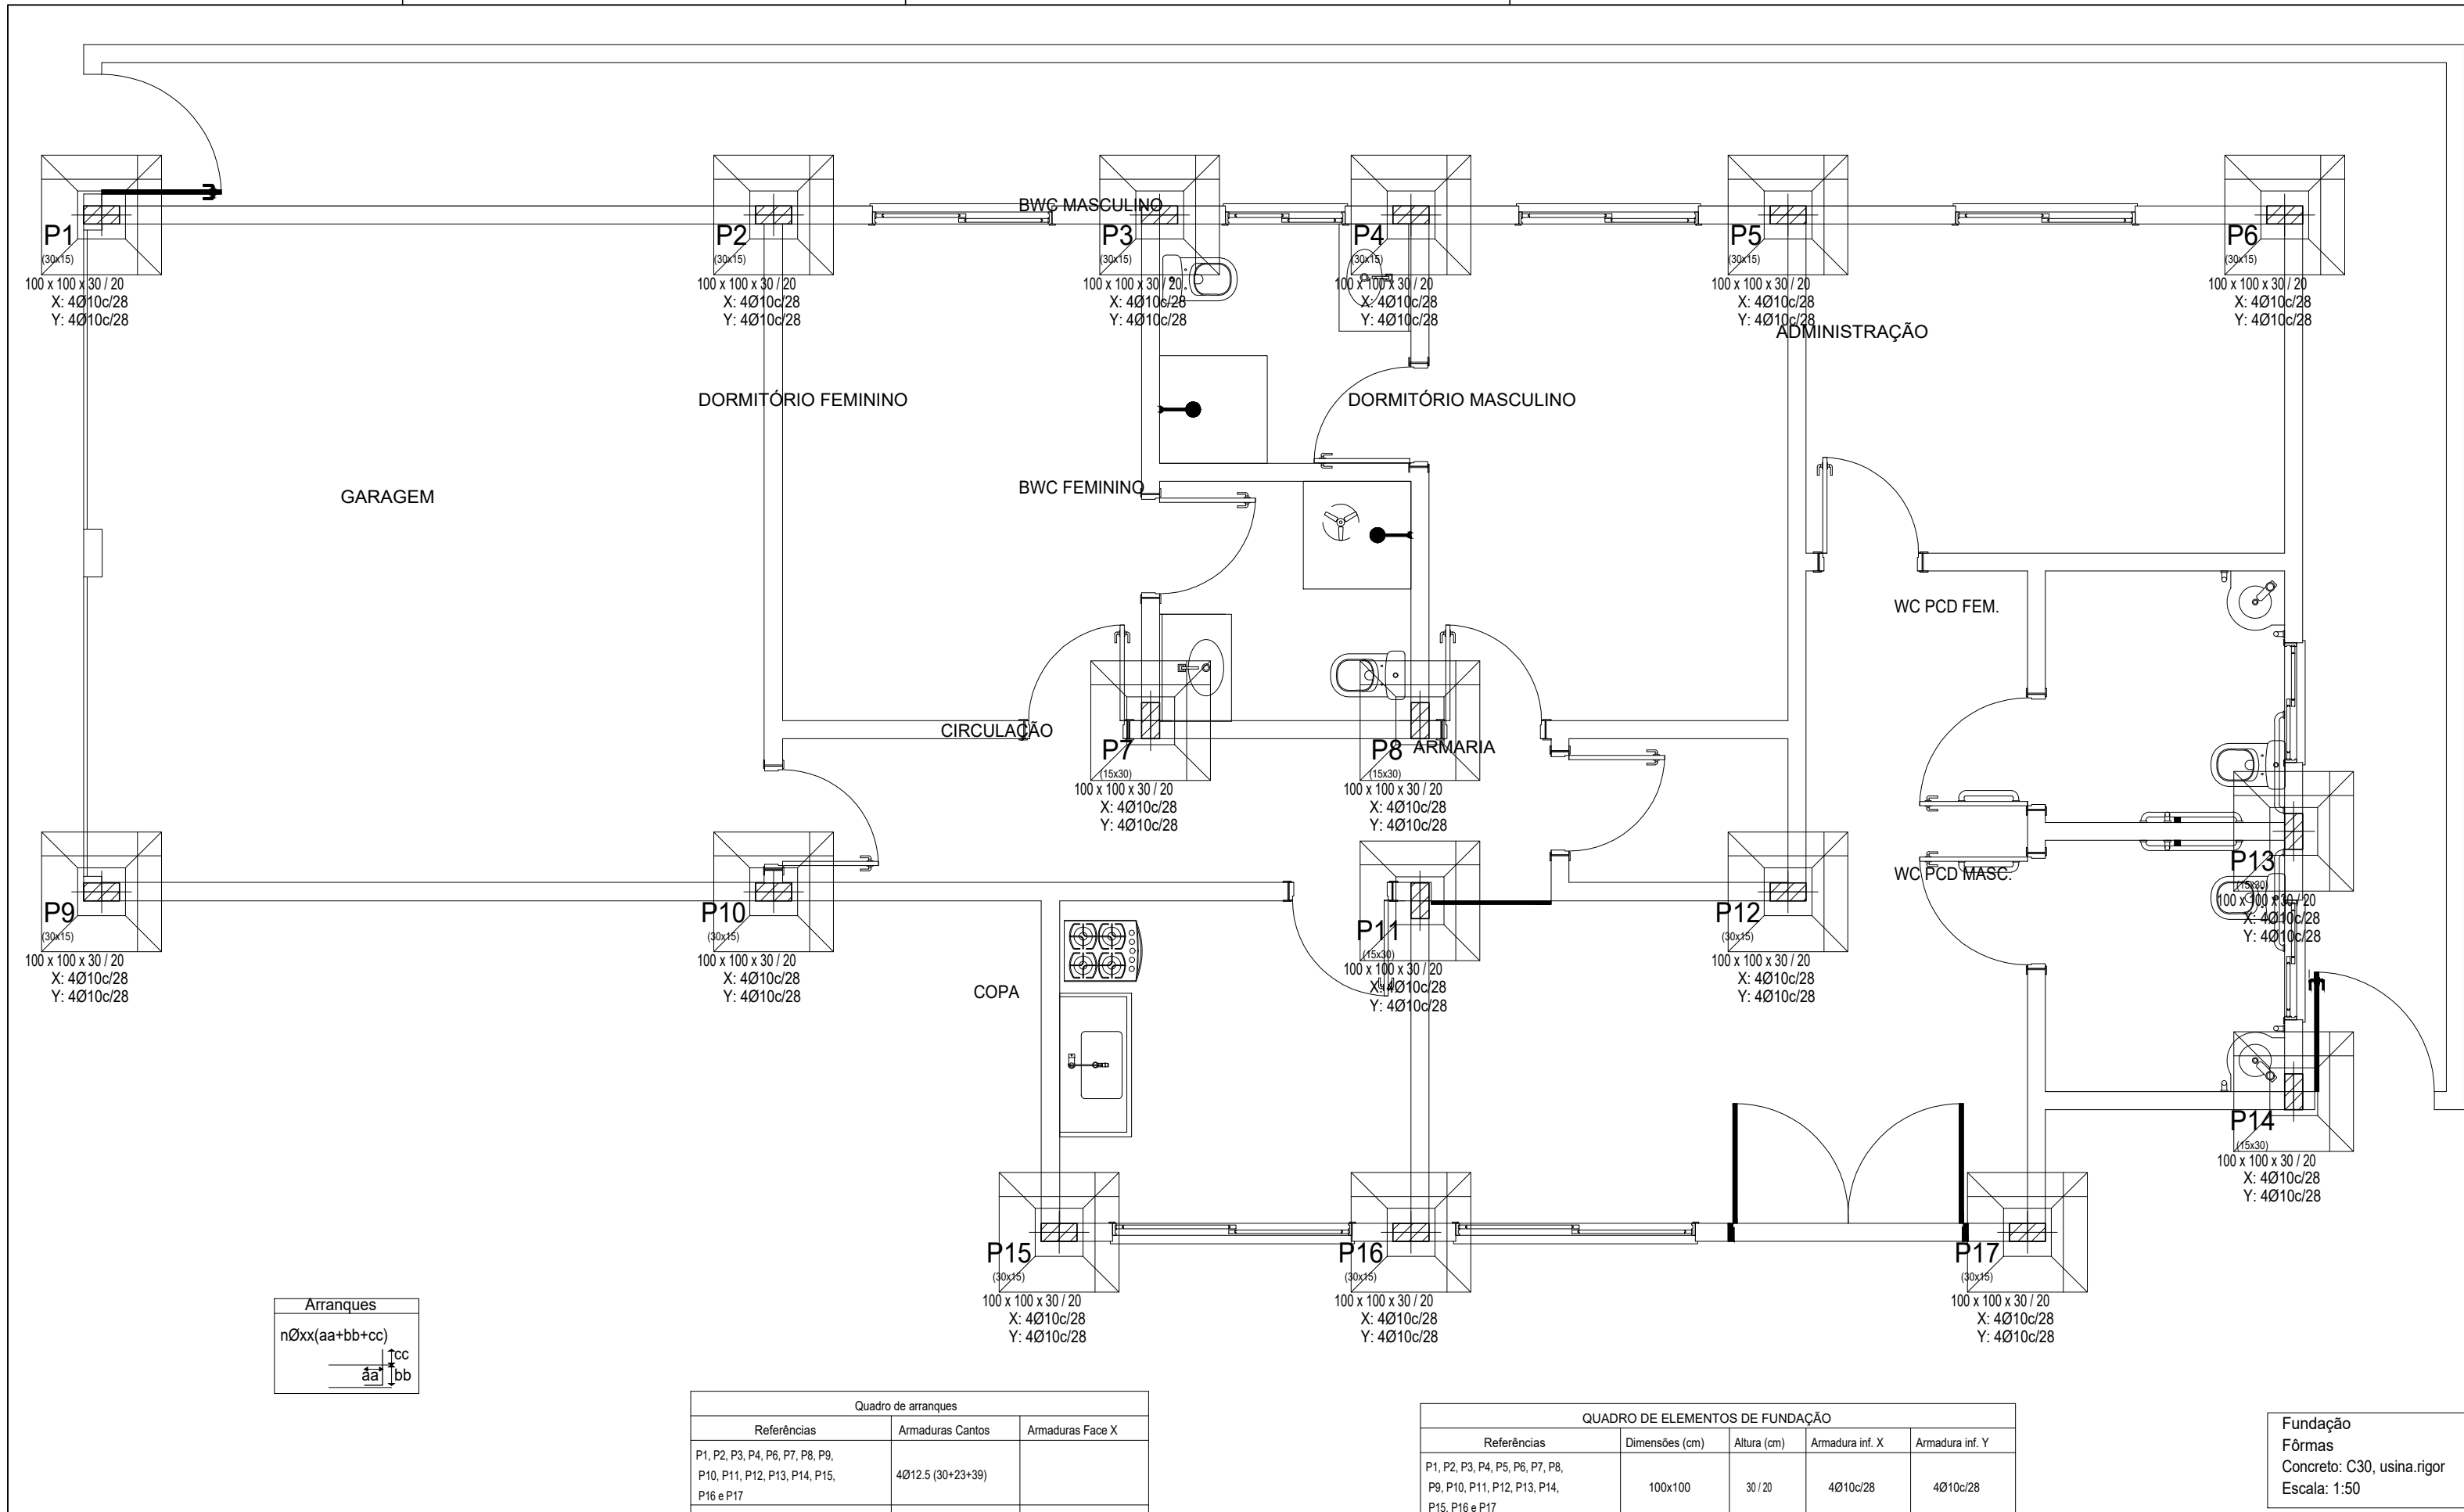 BWC MASCULINO
P1
(30x15)
100 x 100 x 30 / 20
X: 4Ø10c/28
Y: 4Ø10c/28
P2
(30x15)
100 x 100 x 30 / 20
X: 4Ø10c/28
Y: 4Ø10c/28
P3
(30x15)
100 x 100 x 30 / 20
X: 4Ø10c/28
Y: 4Ø10c/28
P4
(30x15)
100 x 100 x 30 / 20
X: 4Ø10c/28
Y: 4Ø10c/28
P5
(30x15)
100 x 100 x 30 / 20
X: 4Ø10c/28
Y: 4Ø10c/28
P6
(30x15)
100 x 100 x 30 / 20
X: 4Ø10c/28
Y: 4Ø10c/28
ADMINISTRAÇÃO
DORMITÓRIO FEMININO
DORMITÓRIO MASCULINO
GARAGEM
BWC FEMININO
WC PCD FEM.
CIRCULAÇÃO
P7
(15x30)
100 x 100 x 30 / 20
X: 4Ø10c/28
Y: 4Ø10c/28
P8
ARMARIA
(15x30)
100 x 100 x 30 / 20
X: 4Ø10c/28
Y: 4Ø10c/28
WC PCD MASC.
P13
(15x30)
100 x 100 x 30 / 20
X: 4Ø10c/28
Y: 4Ø10c/28
P9
(30x15)
100 x 100 x 30 / 20
X: 4Ø10c/28
Y: 4Ø10c/28
P10
(30x15)
100 x 100 x 30 / 20
X: 4Ø10c/28
Y: 4Ø10c/28
P11
(15x30)
100 x 100 x 30 / 20
X: 4Ø10c/28
Y: 4Ø10c/28
P12
(30x15)
100 x 100 x 30 / 20
X: 4Ø10c/28
Y: 4Ø10c/28
COPA
P14
(15x30)
100 x 100 x 30 / 20
X: 4Ø10c/28
Y: 4Ø10c/28
P15
(30x15)
100 x 100 x 30 / 20
X: 4Ø10c/28
Y: 4Ø10c/28
P16
(30x15)
100 x 100 x 30 / 20
X: 4Ø10c/28
Y: 4Ø10c/28
P17
(30x15)
100 x 100 x 30 / 20
X: 4Ø10c/28
Y: 4Ø10c/28
Arranques
nØxx(aa+bb+cc)
cc
aa bb
Quadro de arranques
Referências Armaduras Cantos Armaduras Face X
P1, P2, P3, P4, P6, P7, P8, P9,
P10, P11, P12, P13, P14, P15,
P16 e P17
4Ø12.5 (30+23+39)
QUADRO DE ELEMENTOS DE FUNDAÇÃO
Referências Dimensões (cm) Altura (cm) Armadura inf. X Armadura inf. Y
P1, P2, P3, P4, P5, P6, P7, P8,
P9, P10, P11, P12, P13, P14,
P15, P16 e P17
100x100 30 / 20 4Ø10c/28 4Ø10c/28
Fundação
Fôrmas
Concreto: C30, usina.rigor
Escala: 1:50